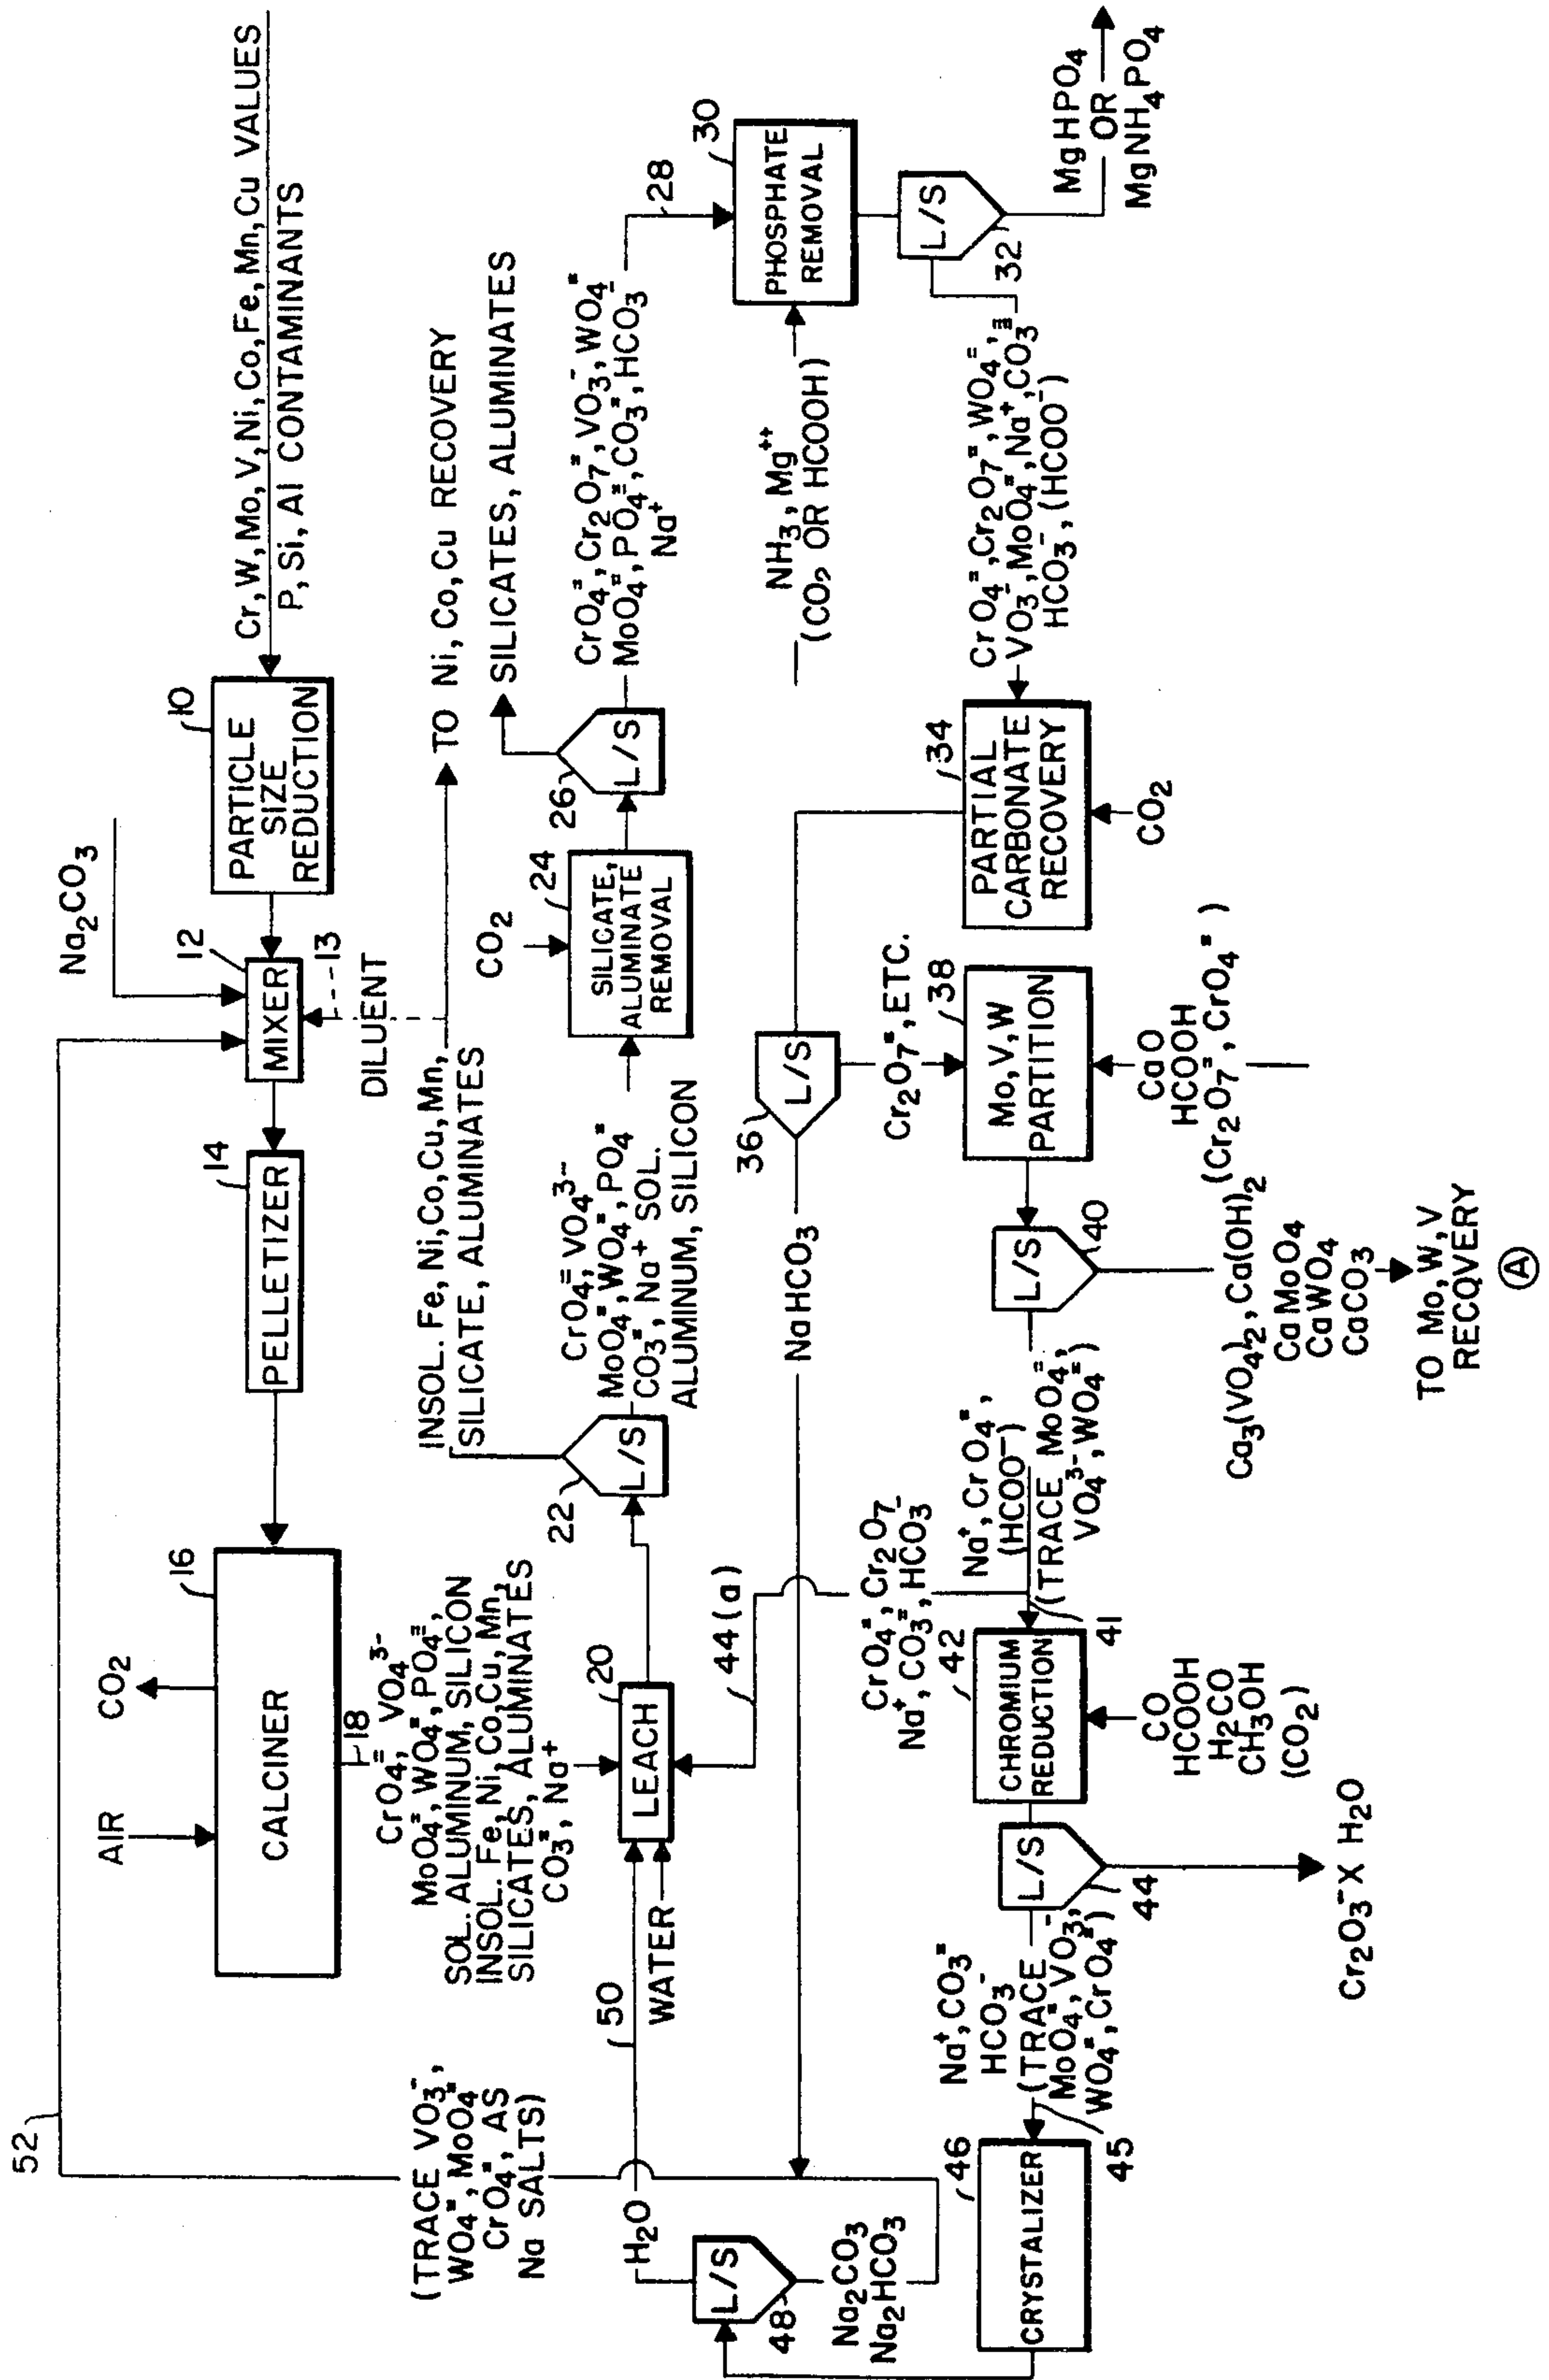 Cr, W, Mo, V, Ni, Co, Fe, Mn, Cu VALUES
P, Si, Al CONTAMINANTS
10
PARTICLE
SIZE
REDUCTION
Na₂CO₃
12
MIXER
13
DILUENT
14
PELLETIZER
16
CALCINER
AIR
CO₂
18
52
CrO₄⁼, VO₄³⁻
MoO₄⁼, WO₄⁼, PO₄⁼,
SOL. ALUMINUM, SILICON
INSOL. Fe, Ni, Co, Cu, Mn,
SILICATES, ALUMINATES
CO₃⁼, Na⁺
20
LEACH
50
WATER
H₂O
44(a)
22
L/S
INSOL. Fe, Ni, Co, Cu, Mn,
SILICATE, ALUMINATES
TO Ni, Co, Cu RECOVERY
CrO₄⁼, VO₄³⁻
MoO₄⁼, WO₄⁼, PO₄⁼
CO₃⁼, Na⁺ SOL.
ALUMINUM, SILICON
CO₂
24
SILICATE,
ALUMINATE
REMOVAL
26
L/S
SILICATES, ALUMINATES
CrO₄⁼, Cr₂O₇⁼, VO₃⁻, WO₄⁼
MoO₄⁼, PO₄⁼, CO₃⁼, HCO₃⁻
Na⁺
28
30
PHOSPHATE
REMOVAL
NH₃, Mg⁺⁺
(CO₂ OR HCOOH)
L/S
32
MgHPO₄
OR
MgNH₄PO₄
CrO₄⁼, Cr₂O₇⁼, WO₄⁼,
VO₃⁻, MoO₄⁼, Na⁺, CO₃⁼
HCO₃⁻, (HCOO⁻)
34
PARTIAL
CARBONATE
RECOVERY
CO₂
36
L/S
NaHCO₃
Cr₂O₇⁼, ETC.
38
Mo, V, W
PARTITION
CaO
HCOOH
(Cr₂O₇⁼, CrO₄⁼)
L/S
40
Ca₃(VO₄)₂, Ca(OH)₂
CaMoO₄
CaWO₄
CaCO₃
TO Mo, W, V
RECOVERY
A
Na⁺, CrO₄⁼,
(HCOO⁻)
(TRACE MoO₄⁼,
VO₄³⁻ WO₄⁼)
41
CrO₄⁼, Cr₂O₇⁼
Na⁺, CO₃⁼, HCO₃⁻
42
CHROMIUM
REDUCTION
CO
HCOOH
H₂CO
CH₃OH
(CO₂)
L/S
44
Cr₂O₃⁻X H₂O
Na⁺, CO₃⁼
HCO₃⁻
(TRACE
MoO₄⁼, VO₃⁻,
WO₄⁼, CrO₄⁼)
45
46
CRYSTALIZER
L/S
48
Na₂CO₃
Na₂HCO₃
(TRACE VO₃⁻,
WO₄⁼, MoO₄⁼
CrO₄⁼, AS
Na SALTS)